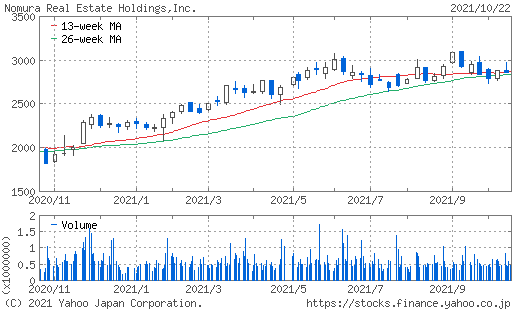 Nomura Real Estate Holdings,Inc. 2021/10/22
3500
13-week MA
26-week MA
3000
2500
2000
1500
2020/11 2021/1 2021/3 2021/5 2021/7 2021/9
2
Volume
1.5
1
0.5
0
(x1000000)
2020/11 2021/1 2021/3 2021/5 2021/7 2021/9
(C) 2021 Yahoo Japan Corporation. https://stocks.finance.yahoo.co.jp/